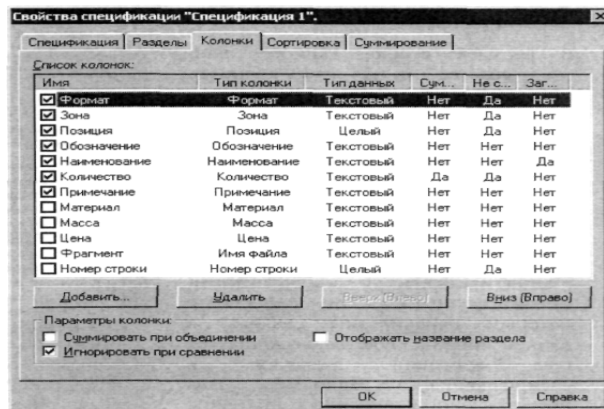 Свойства спецификации "Спецификация 1".
Спецификация Разделы Колонки Сортировка Суммирование
Список колонок:
Имя Тип колонки Тип данных Сум... Не с... Заг...
Формат Формат Текстовый Нет Да Нет
Зона Зона Текстовый Нет Да Нет
Позиция Позиция Целый Нет Да Нет
Обозначение Обозначение Текстовый Нет Нет Нет
Наименование Наименование Текстовый Нет Нет Да
Количество Количество Текстовый Да Да Нет
Примечание Примечание Текстовый Нет Нет Нет
Материал Материал Текстовый Нет Нет Нет
Масса Масса Текстовый Нет Нет Нет
Цена Цена Текстовый Нет Нет Нет
Фрагмент Имя файла Текстовый Нет Нет Нет
Номер строки Номер строки Целый Нет Да Нет
Добавить... Удалить Вверх (Влево) Вниз (Вправо)
Параметры колонки:
Суммировать при объединении Отображать название раздела
Игнорировать при сравнении
OK Отмена Справка